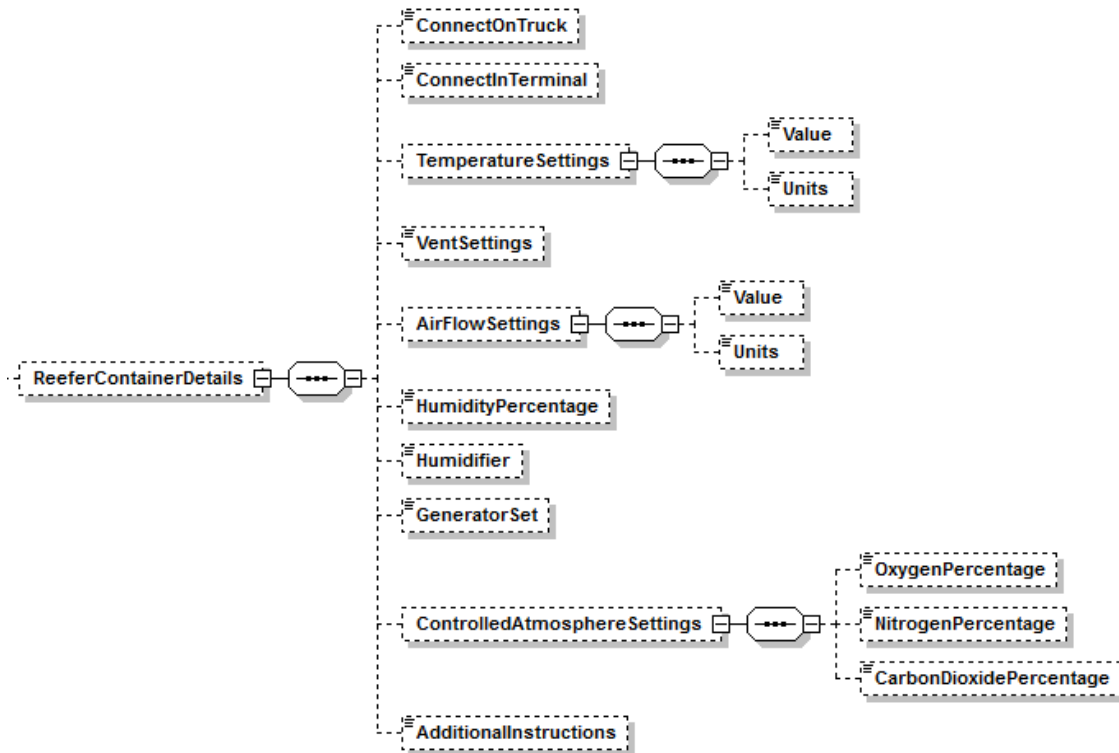 ConnectOnTruck
ConnectInTerminal
TemperatureSettings
Value
Units
VentSettings
AirFlowSettings
Value
Units
ReeferContainerDetails
HumidityPercentage
Humidifier
GeneratorSet
ControlledAtmosphereSettings
OxygenPercentage
NitrogenPercentage
CarbonDioxidePercentage
AdditionalInstructions